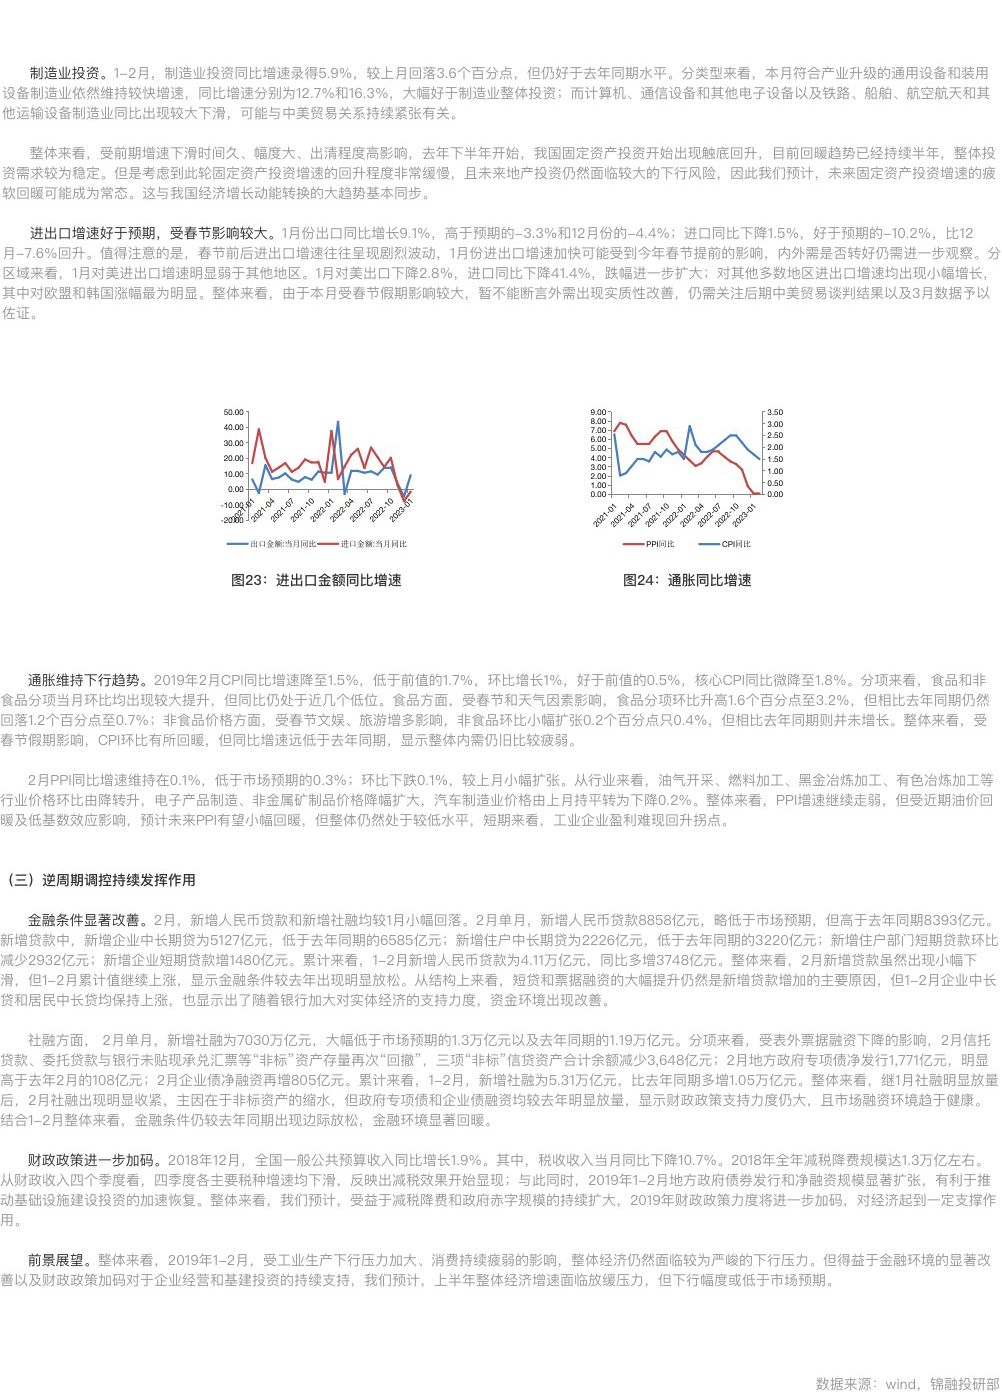 制造业投资。1-2月，制造业投资同比增速录得5.9%，较上月回落3.6个百分点，但仍好于去年同期水平。分类型来看，本月符合产业升级的通用设备和装用
设备制造业依然维持较快增速，同比增速分别为12.7%和16.3%，大幅好于制造业整体投资；而计算机、通信设备和其他电子设备以及铁路、船舶、航空航天和其
他运输设备制造业同比出现较大下滑，可能与中美贸易关系持续紧张有关。
整体来看，受前期增速下滑时间久、幅度大、出清程度高影响，去年下半年开始，我国固定资产投资开始出现触底回升，目前回暖趋势已经持续半年，整体投
资需求较为稳定。但是考虑到此轮固定资产投资增速的回升程度非常缓慢，且未来地产投资仍然面临较大的下行风险，因此我们预计，未来固定资产投资增速的疲
软回暖可能成为常态。这与我国经济增长动能转换的大趋势基本同步。
进出口增速好于预期，受春节影响较大。1月份出口同比增长9.1%，高于预期的-3.3%和12月份的-4.4%；进口同比下降1.5%，好于预期的-10.2%，比12
月-7.6%回升。值得注意的是，春节前后进出口增速往往呈现剧烈波动，1月份进出口增速加快可能受到今年春节提前的影响，内外需是否转好仍需进一步观察。分
区域来看，1月对美进出口增速明显弱于其他地区。1月对美出口下降2.8%，进口同比下降41.4%，跌幅进一步扩大；对其他多数地区进出口增速均出现小幅增长，
其中对欧盟和韩国涨幅最为明显。整体来看，由于本月受春节假期影响较大，暂不能断言外需出现实质性改善，仍需关注后期中美贸易谈判结果以及3月数据予以
佐证。
50.00
40.00
30.00
20.00
10.00
0.00
-10.00
-20.00
2021-01 2021-04 2021-07 2021-10 2022-01 2022-04 2022-07 2022-10 2023-01
出口金额:当月同比 进口金额:当月同比
图23：进出口金额同比增速
9.00
8.00
7.00
6.00
5.00
4.00
3.00
2.00
1.00
0.00
3.50
3.00
2.50
2.00
1.50
1.00
0.50
0.00
2021-01 2021-04 2021-07 2021-10 2022-01 2022-04 2022-07 2022-10 2023-01
PPI同比 CPI同比
图24：通胀同比增速
通胀维持下行趋势。2019年2月CPI同比增速降至1.5%，低于前值的1.7%，环比增长1%，好于前值的0.5%，核心CPI同比微降至1.8%。分项来看，食品和非
食品分项当月环比均出现较大提升，但同比仍处于近几个低位。食品方面，受春节和天气因素影响，食品分项环比升高1.6个百分点至3.2%，但相比去年同期仍然
回落1.2个百分点至0.7%；非食品价格方面，受春节文娱、旅游增多影响，非食品环比小幅扩张0.2个百分点只0.4%，但相比去年同期则并未增长。整体来看，受
春节假期影响，CPI环比有所回暖，但同比增速远低于去年同期，显示整体内需仍旧比较疲弱。
2月PPI同比增速维持在0.1%，低于市场预期的0.3%；环比下跌0.1%，较上月小幅扩张。从行业来看，油气开采、燃料加工、黑金冶炼加工、有色冶炼加工等
行业价格环比由降转升，电子产品制造、非金属矿制品价格降幅扩大，汽车制造业价格由上月持平转为下降0.2%。整体来看，PPI增速继续走弱，但受近期油价回
暖及低基数效应影响，预计未来PPI有望小幅回暖，但整体仍然处于较低水平，短期来看，工业企业盈利难现回升拐点。
（三）逆周期调控持续发挥作用
金融条件显著改善。2月，新增人民币贷款和新增社融均较1月小幅回落。2月单月，新增人民币贷款8858亿元，略低于市场预期，但高于去年同期8393亿元。
新增贷款中，新增企业中长期贷为5127亿元，低于去年同期的6585亿元；新增住户中长期贷为2226亿元，低于去年同期的3220亿元；新增住户部门短期贷款环比
减少2932亿元；新增企业短期贷款增1480亿元。累计来看，1-2月新增人民币贷款为4.11万亿元，同比多增3748亿元。整体来看，2月新增贷款虽然出现小幅下
滑，但1-2月累计值继续上涨，显示金融条件较去年出现明显放松。从结构上来看，短贷和票据融资的大幅提升仍然是新增贷款增加的主要原因，但1-2月企业中长
贷和居民中长贷均保持上涨，也显示出了随着银行加大对实体经济的支持力度，资金环境出现改善。
社融方面， 2月单月，新增社融为7030万亿元，大幅低于市场预期的1.3万亿元以及去年同期的1.19万亿元。分项来看，受表外票据融资下降的影响，2月信托
贷款、委托贷款与银行未贴现承兑汇票等“非标”资产存量再次“回撤”，三项“非标”信贷资产合计余额减少3,648亿元；2月地方政府专项债净发行1,771亿元，明显
高于去年2月的108亿元；2月企业债净融资再增805亿元。累计来看，1-2月，新增社融为5.31万亿元，比去年同期多增1.05万亿元。整体来看，继1月社融明显放量
后，2月社融出现明显收紧，主因在于非标资产的缩水，但政府专项债和企业债融资均较去年明显放量，显示财政政策支持力度仍大，且市场融资环境趋于健康。
结合1-2月整体来看，金融条件仍较去年同期出现边际放松，金融环境显著回暖。
财政政策进一步加码。2018年12月，全国一般公共预算收入同比增长1.9%。其中，税收收入当月同比下降10.7%。2018年全年减税降费规模达1.3万亿左右。
从财政收入四个季度看，四季度各主要税种增速均下滑，反映出减税效果开始显现；与此同时，2019年1-2月地方政府债券发行和净融资规模显著扩张，有利于推
动基础设施建设投资的加速恢复。整体来看，我们预计，受益于减税降费和政府赤字规模的持续扩大，2019年财政政策力度将进一步加码，对经济起到一定支撑作
用。
前景展望。整体来看，2019年1-2月，受工业生产下行压力加大、消费持续疲弱的影响，整体经济仍然面临较为严峻的下行压力。但得益于金融环境的显著改
善以及财政政策加码对于企业经营和基建投资的持续支持，我们预计，上半年整体经济增速面临放缓压力，但下行幅度或低于市场预期。
数据来源：wind，锦融投研部